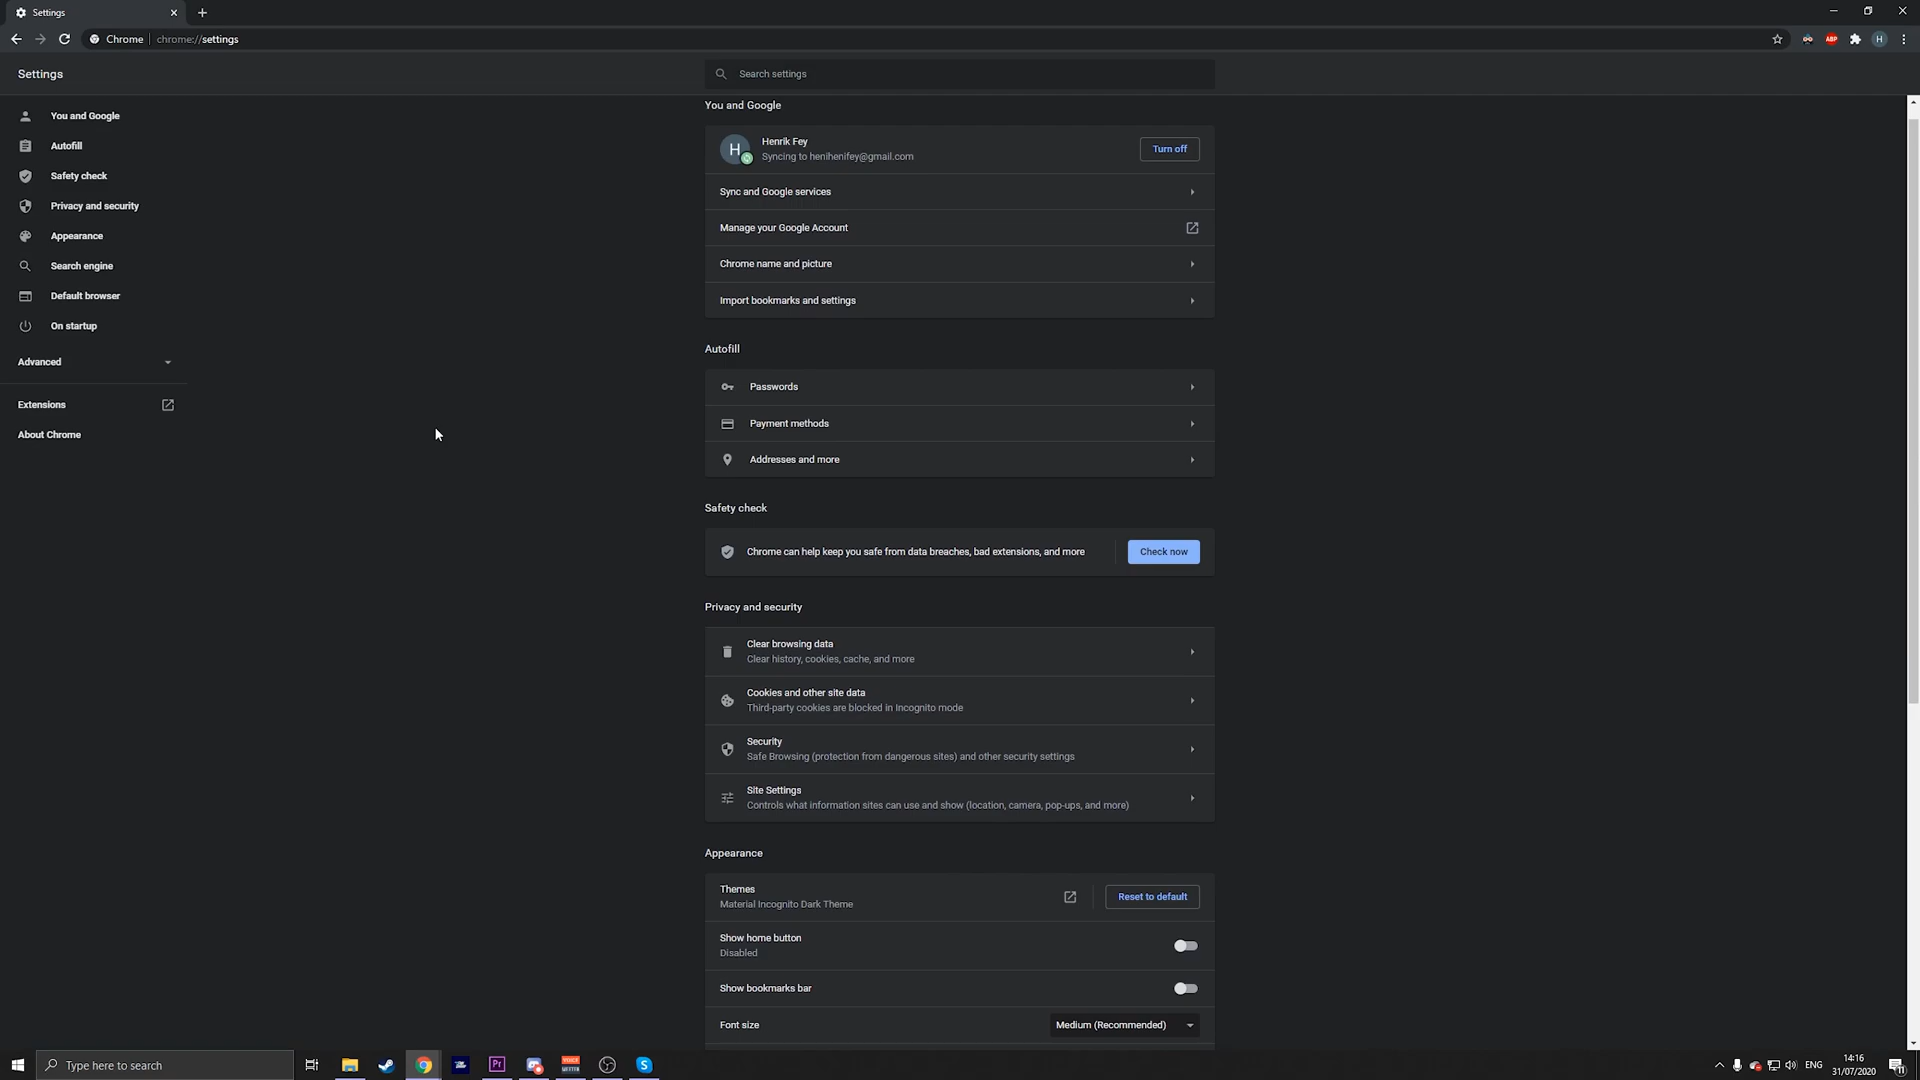 Settings
Chrome
chrome://settings
ABP
H
Settings
Search settings
You and Google
Autofill
Safety check
Privacy and security
Appearance
Search engine
Default browser
On startup
Advanced
Extensions
About Chrome
You and Google
H
Henrik Fey
Syncing to henihenifey@gmail.com
Turn off
Sync and Google services
Manage your Google Account
Chrome name and picture
Import bookmarks and settings
Autofill
Passwords
Payment methods
Addresses and more
Safety check
Chrome can help keep you safe from data breaches, bad extensions, and more
Check now
Privacy and security
Clear browsing data
Clear history, cookies, cache, and more
Cookies and other site data
Third-party cookies are blocked in Incognito mode
Security
Safe Browsing (protection from dangerous sites) and other security settings
Site Settings
Controls what information sites can use and show (location, camera, pop-ups, and more)
Appearance
Themes
Material Incognito Dark Theme
Reset to default
Show home button
Disabled
Show bookmarks bar
Font size
Medium (Recommended)
Type here to search
Pr
S
ENG
14:16
31/07/2020